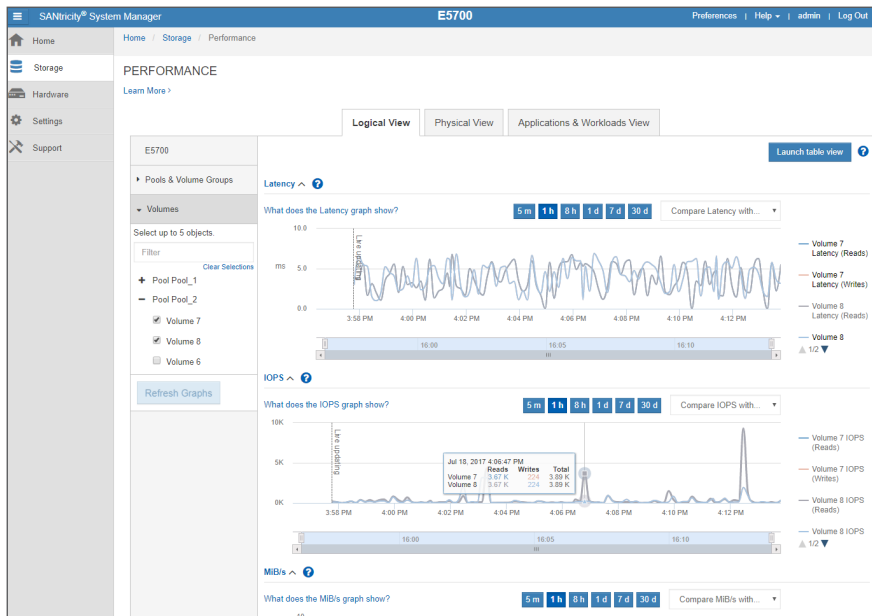 SANtricity® System Manager
E5700
Preferences | Help | admin | Log Out
Home
Storage
Hardware
Settings
Support
Home / Storage / Performance
PERFORMANCE
Learn More >
Logical View
Physical View
Applications & Workloads View
E5700
Pools & Volume Groups
Volumes
Select up to 5 objects.
Filter
Clear Selections
Pool Pool_1
Pool Pool_2
Volume 7
Volume 8
Volume 6
Refresh Graphs
Launch table view
Latency
What does the Latency graph show?
5 m 1 h 8 h 1 d 7 d 30 d
Compare Latency with...
10.0
ms 5.0
0.0
Live updating
3:58 PM 4:00 PM 4:02 PM 4:04 PM 4:06 PM 4:08 PM 4:10 PM 4:12 PM
16:00 16:05 16:10
Volume 7
Latency (Reads)
Volume 7
Latency (Writes)
Volume 8
Latency (Reads)
Volume 8
1/2
IOPS
What does the IOPS graph show?
5 m 1 h 8 h 1 d 7 d 30 d
Compare IOPS with...
10K
5K
0K
Live updating
Jul 18, 2017 4:06:47 PM
Reads Writes Total
Volume 7 3.67 K 224 3.89 K
Volume 8 3.67 K 224 3.89 K
3:58 PM 4:00 PM 4:02 PM 4:04 PM 4:06 PM 4:08 PM 4:10 PM 4:12 PM
16:00 16:05 16:10
Volume 7 IOPS
(Reads)
Volume 7 IOPS
(Writes)
Volume 8 IOPS
(Reads)
Volume 8 IOPS
1/2
MiB/s
What does the MiB/s graph show?
5 m 1 h 8 h 1 d 7 d 30 d
Compare MiB/s with...